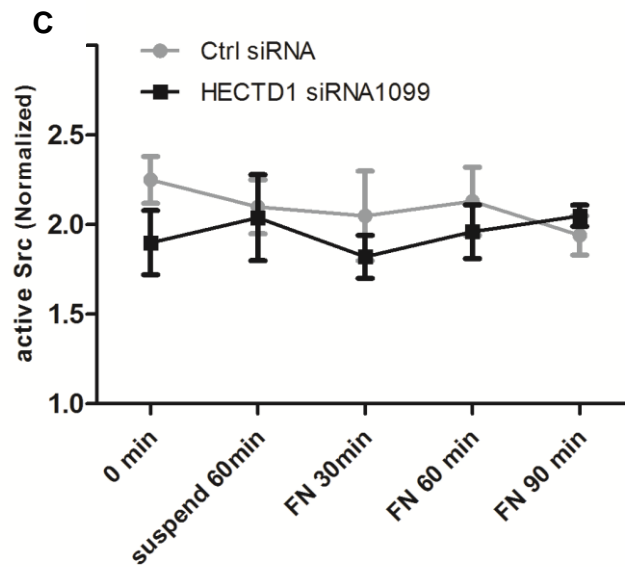 C
Ctrl siRNA
HECTD1 siRNA1099
active Src (Normalized)
2.5
2.0
1.5
1.0
0 min
suspend 60min
FN 30min
FN 60 min
FN 90 min